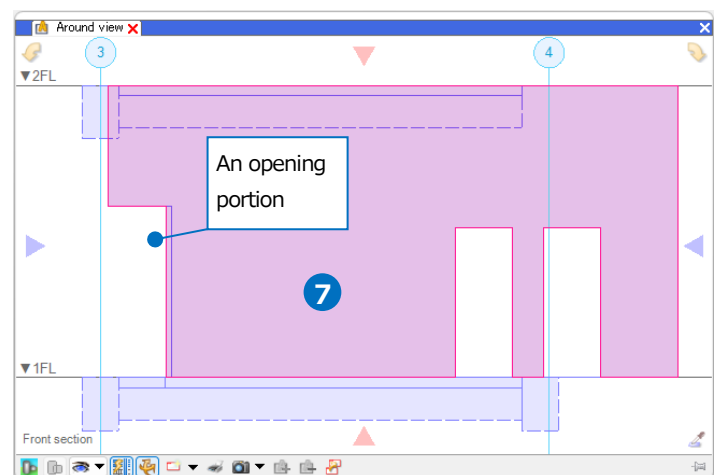 Around view
3
4
▼2FL
An opening
portion
7
▼1FL
Front section